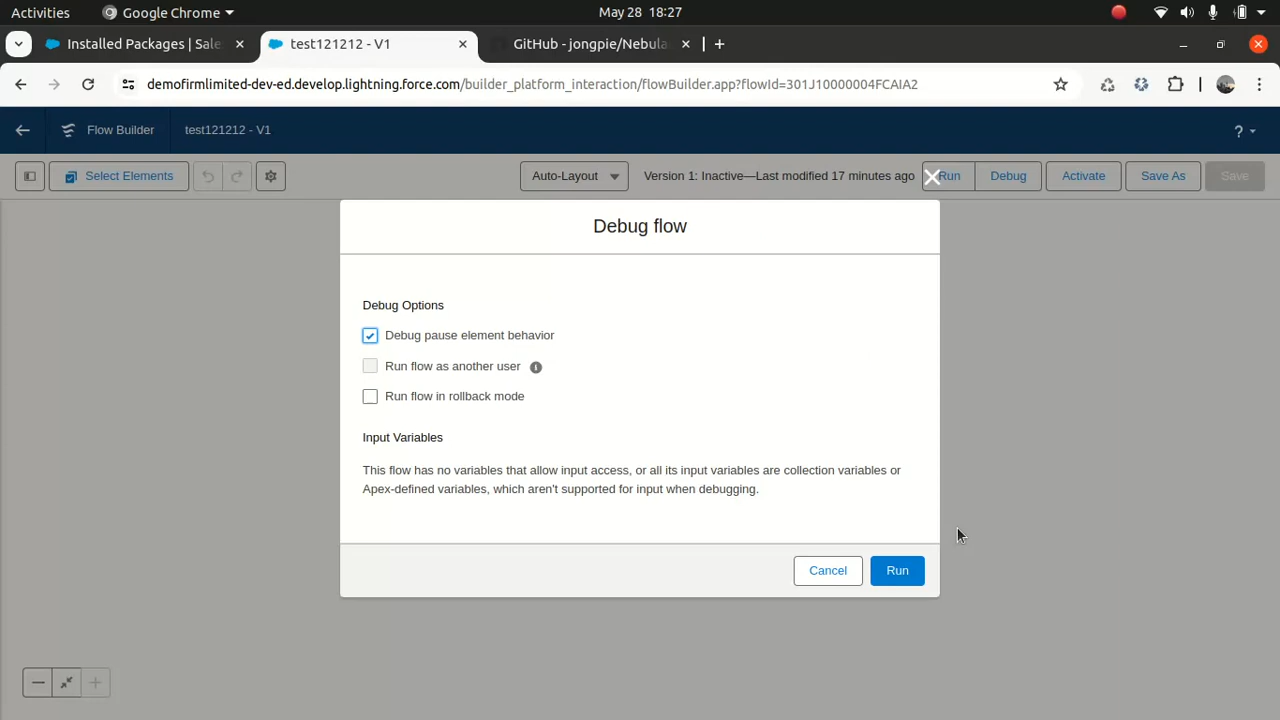 Activities
Google Chrome
May 28 18:27
Installed Packages | Sale
test121212 - V1
GitHub - jongpie/Nebula
demofirmlimited-dev-ed.develop.lightning.force.com/builder_platform_interaction/flowBuilder.app?flowId=301J10000004FCAIA2
Flow Builder
test121212 - V1
?
Select Elements
Auto-Layout
Version 1: Inactive—Last modified 17 minutes ago
Run
Debug
Activate
Save As
Save
Debug flow
Debug Options
Debug pause element behavior
Run flow as another user
Run flow in rollback mode
Input Variables
This flow has no variables that allow input access, or all its input variables are collection variables or
Apex-defined variables, which aren't supported for input when debugging.
Cancel
Run